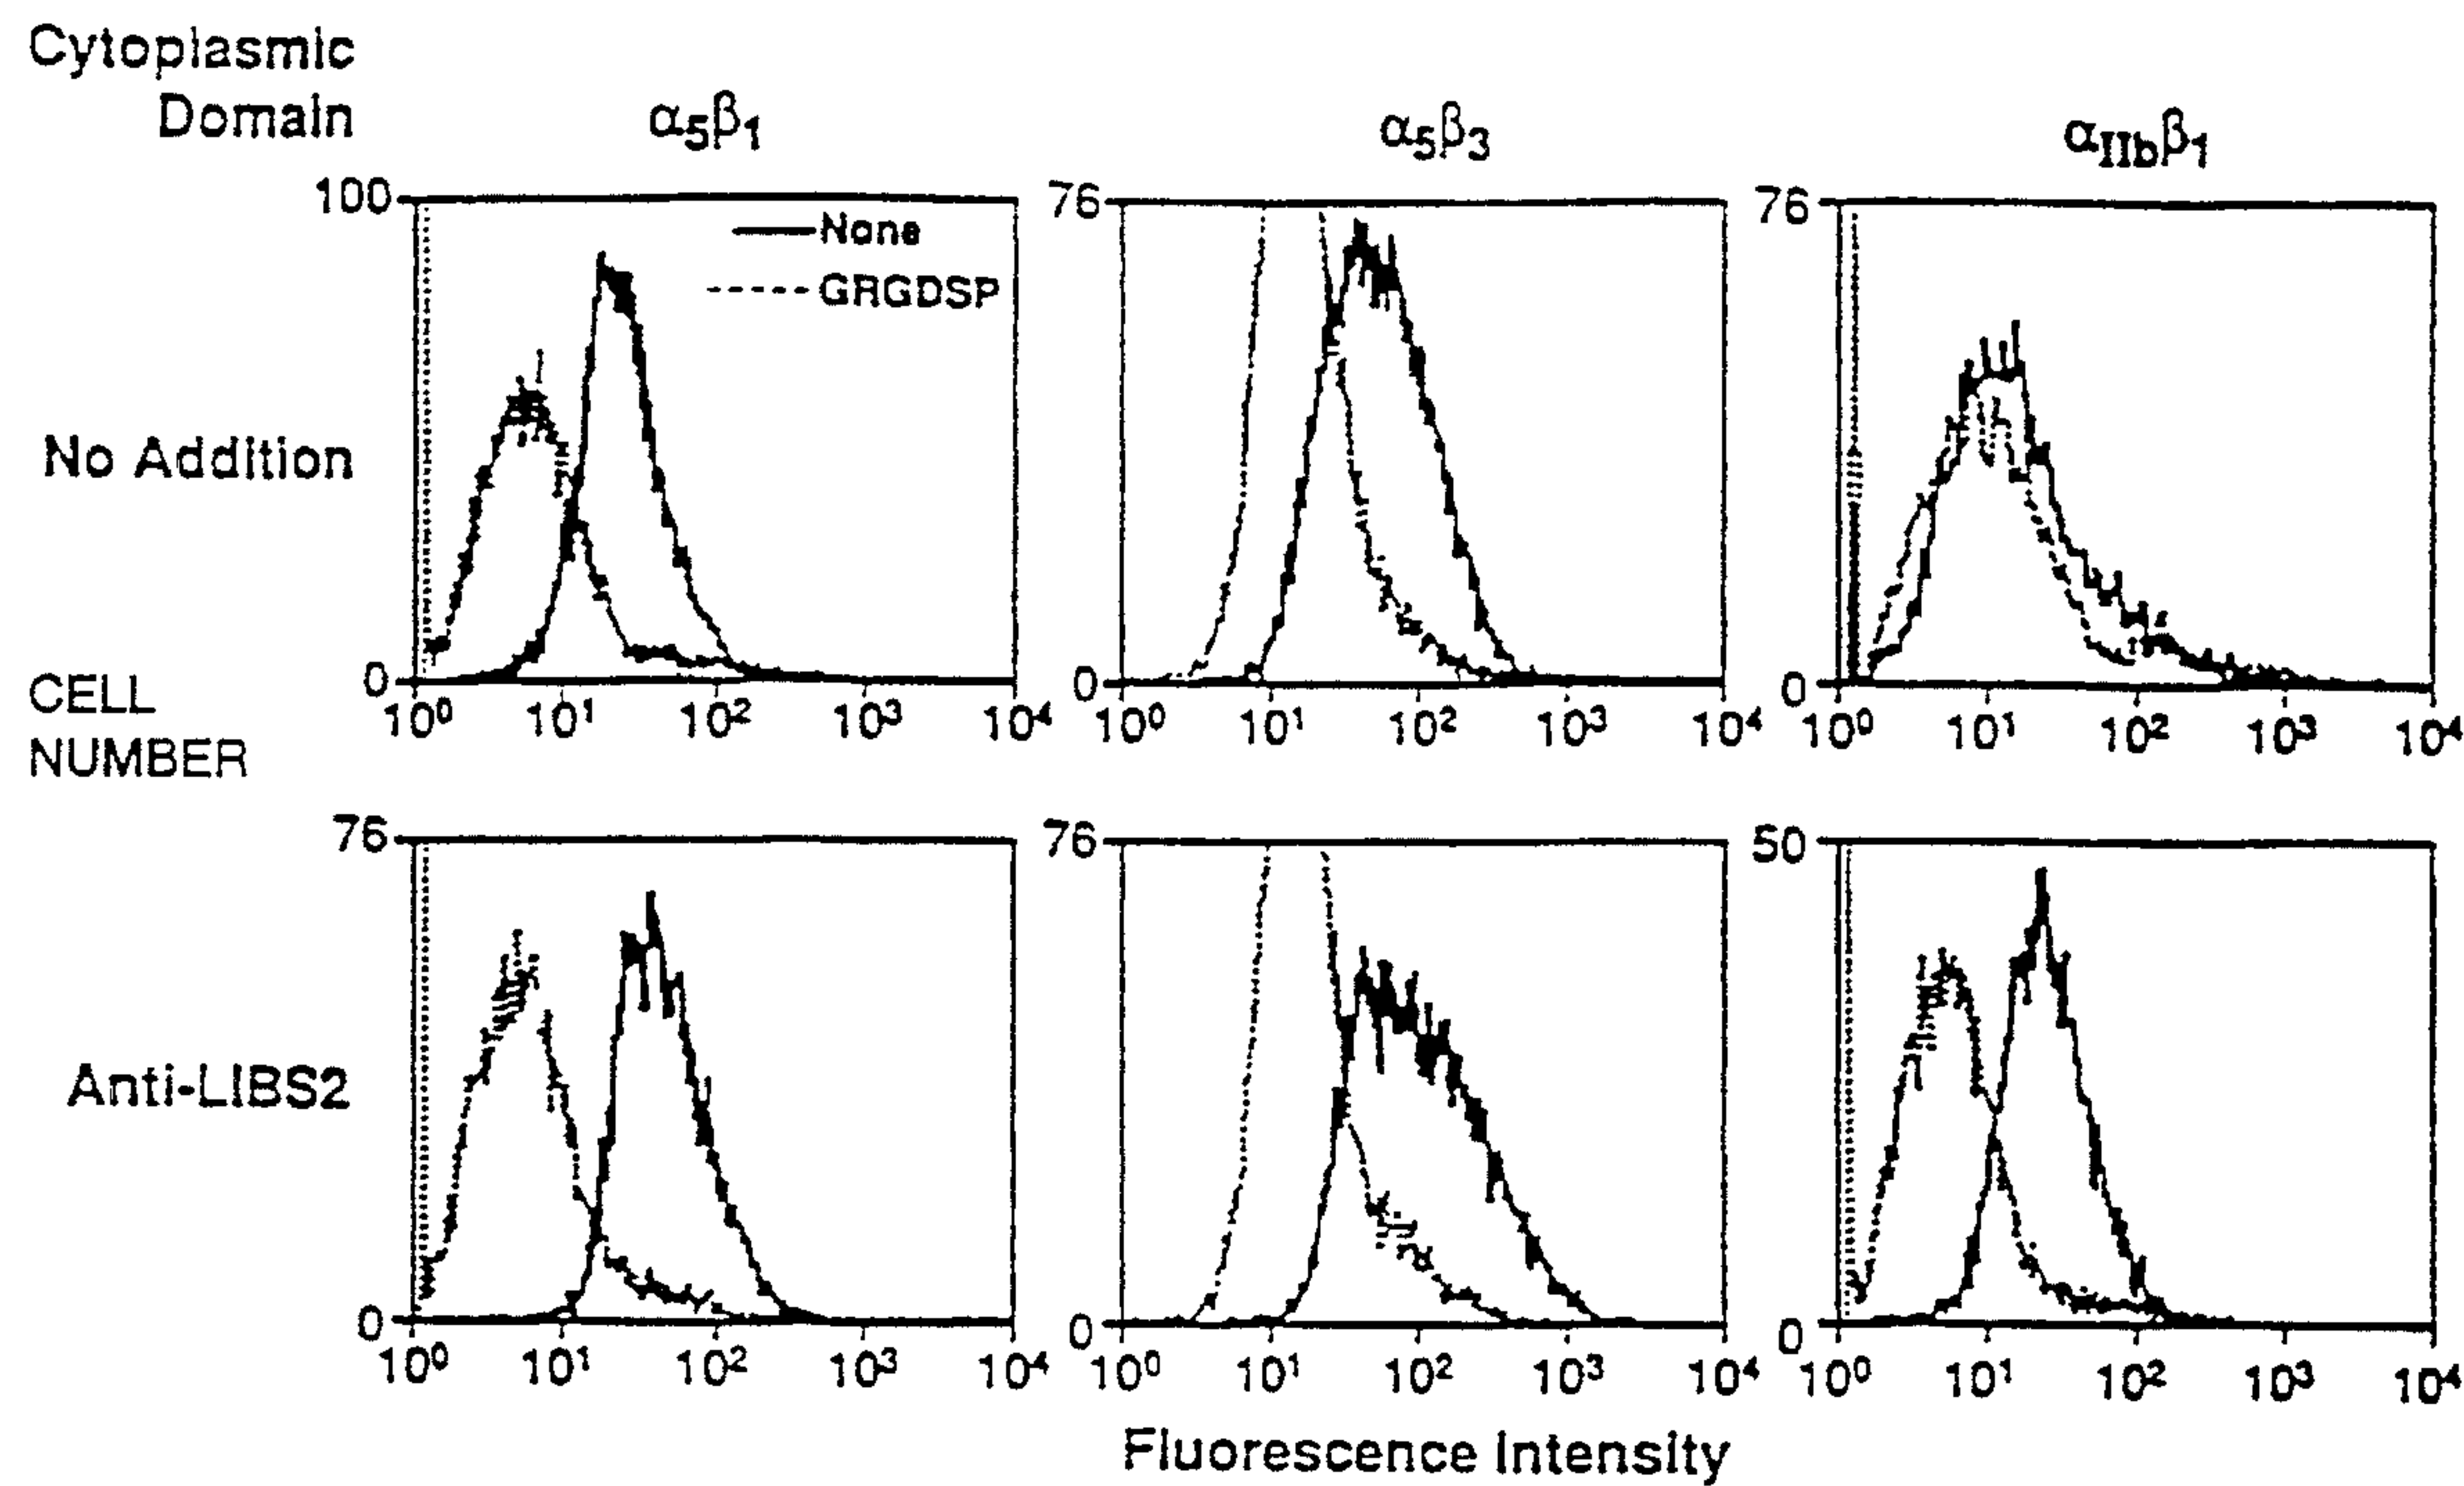 Cytoplasmic
Domain
α5β1
α5β3
αIIbβ1
No Addition
100
None
GRGDSP
0
10⁰ 10¹ 10² 10³ 10⁴
76
0
10⁰ 10¹ 10² 10³ 10⁴
76
0
10⁰ 10¹ 10² 10³ 10⁴
CELL
NUMBER
Anti-LIBS2
76
0
10⁰ 10¹ 10² 10³ 10⁴
76
0
10⁰ 10¹ 10² 10³ 10⁴
50
0
10⁰ 10¹ 10² 10³ 10⁴
Fluorescence Intensity